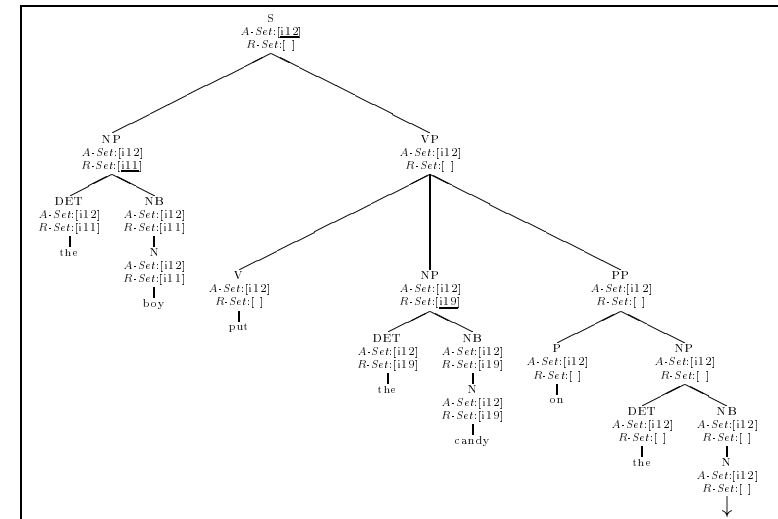 S
A-Set:[i12]
R-Set:[ ]
NP VP
A-Set:[i12] A-Set:[i12]
R-Set:[i11] R-Set:[ ]
DET NB
A-Set:[i12] A-Set:[i12]
R-Set:[i11] R-Set:[i11]
the N
A-Set:[i12]
R-Set:[i11]
boy
V NP PP
A-Set:[i12] A-Set:[i12] A-Set:[i12]
R-Set:[ ] R-Set:[i19] R-Set:[ ]
put
DET NB P NP
A-Set:[i12] A-Set:[i12] A-Set:[i12] A-Set:[i12]
R-Set:[i19] R-Set:[i19] R-Set:[ ] R-Set:[ ]
the N on
A-Set:[i12]
R-Set:[i19]
candy
DET NB
A-Set:[i12] A-Set:[i12]
R-Set:[ ] R-Set:[ ]
the N
A-Set:[i12]
R-Set:[ ]